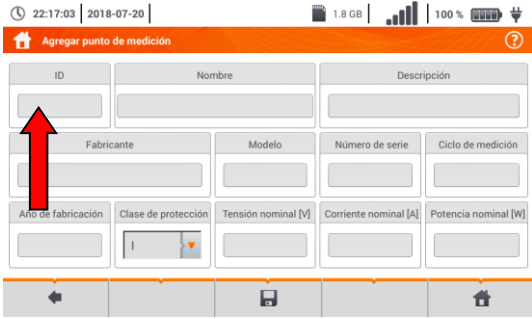 22:17:03 2018-07-20 1.8 GB 100 %
Agregar punto de medición ?
ID Nombre Descripción
Fabricante Modelo Número de serie Ciclo de medición
Año de fabricación Clase de protección Tensión nominal [V] Corriente nominal [A] Potencia nominal [W]
I